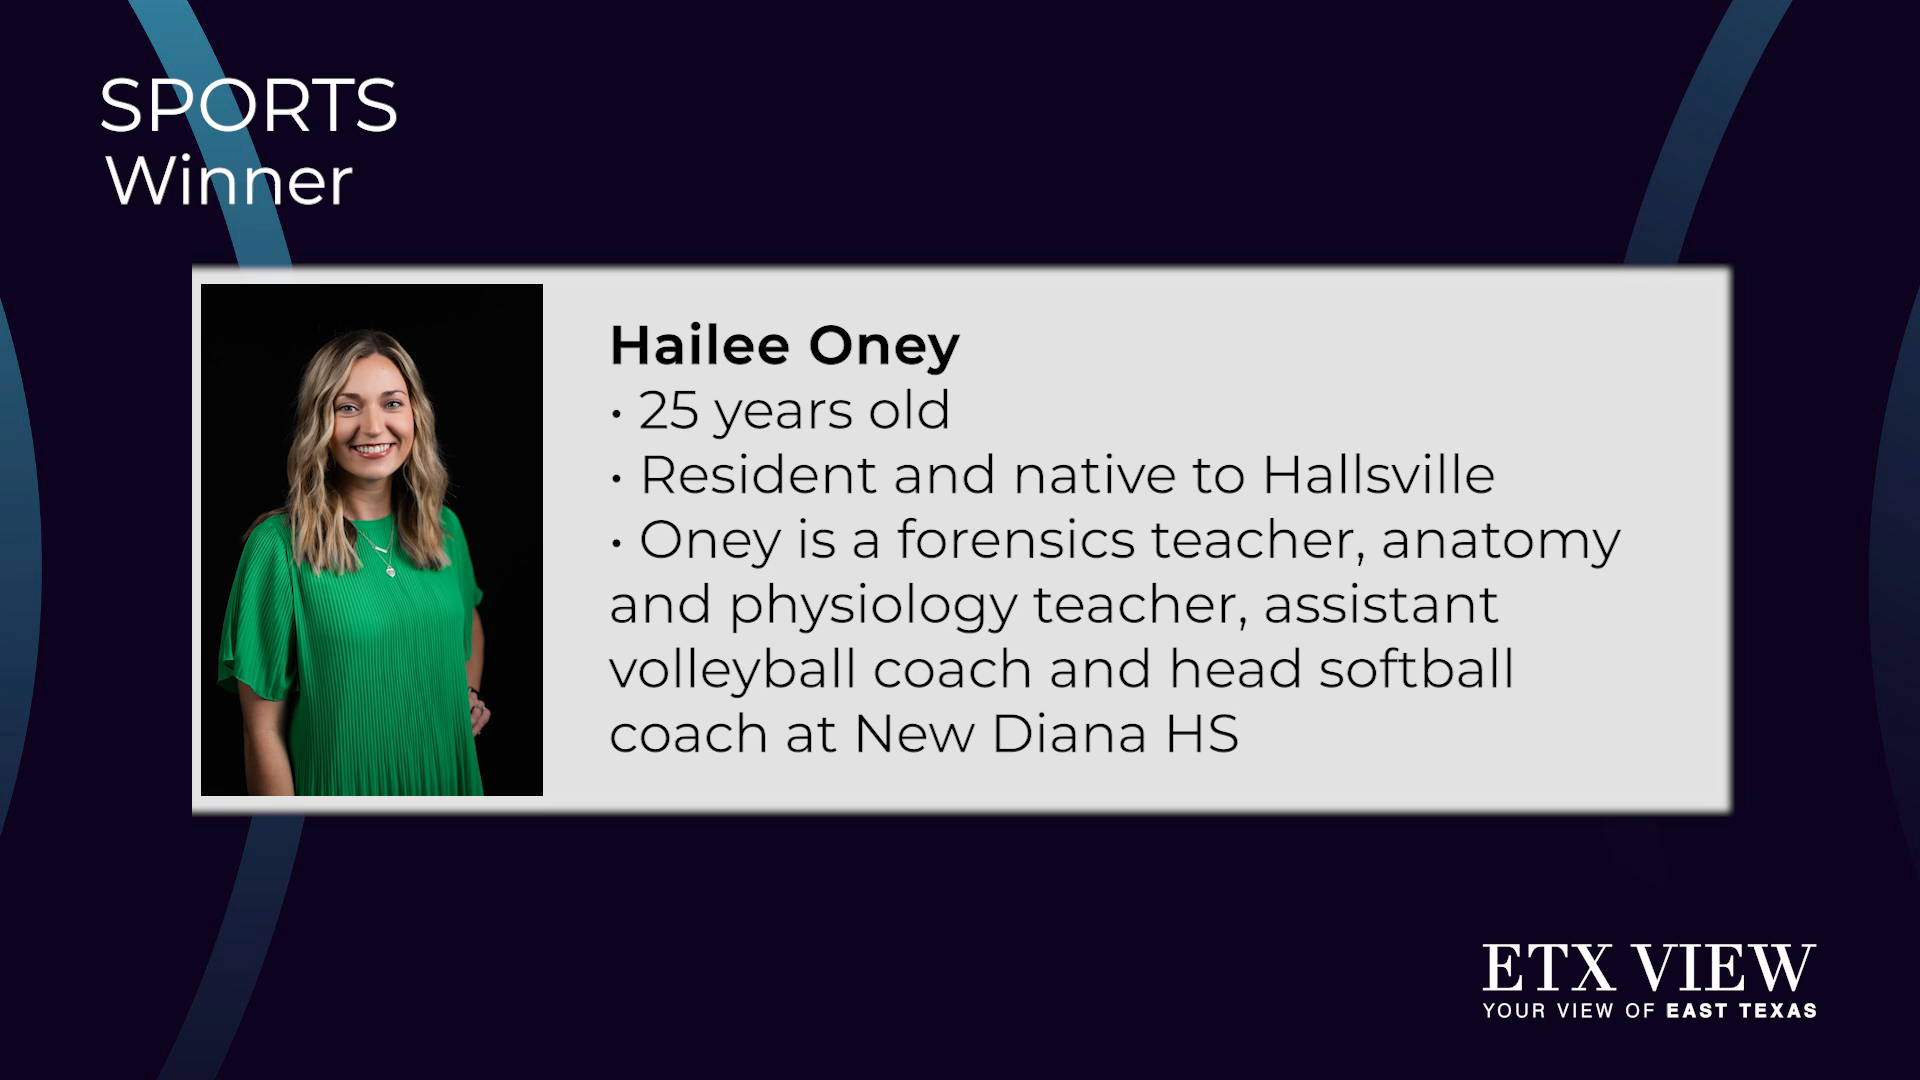 SPORTS
Winner
Hailee Oney
• 25 years old
• Resident and native to Hallsville
• Oney is a forensics teacher, anatomy
and physiology teacher, assistant
volleyball coach and head softball
coach at New Diana HS
ETX VIEW
YOUR VIEW OF EAST TEXAS